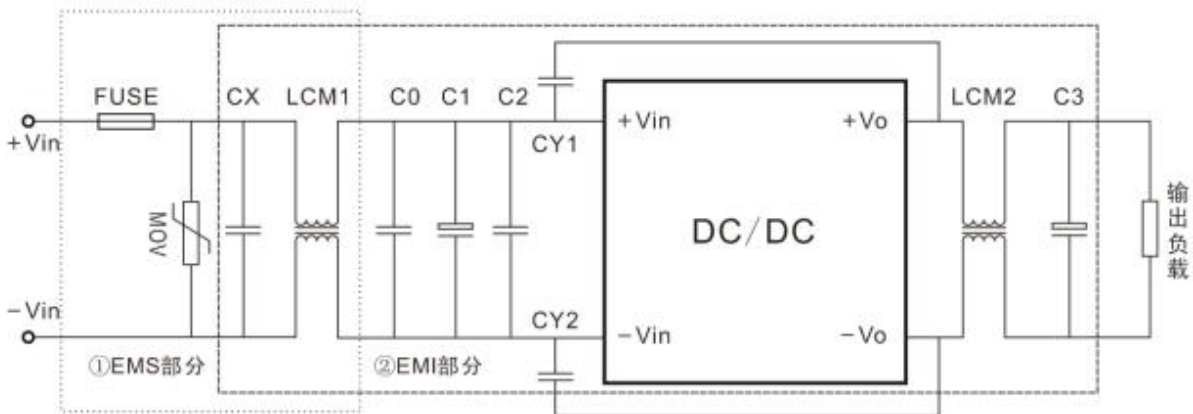 FUSE
CX
LCM1
C0
C1
C2
LCM2
C3
+Vin
CY1
+Vin
+Vo
MOV
DC/DC
输出负载
-Vin
CY2
-Vin
-Vo
①EMS部分
②EMI部分